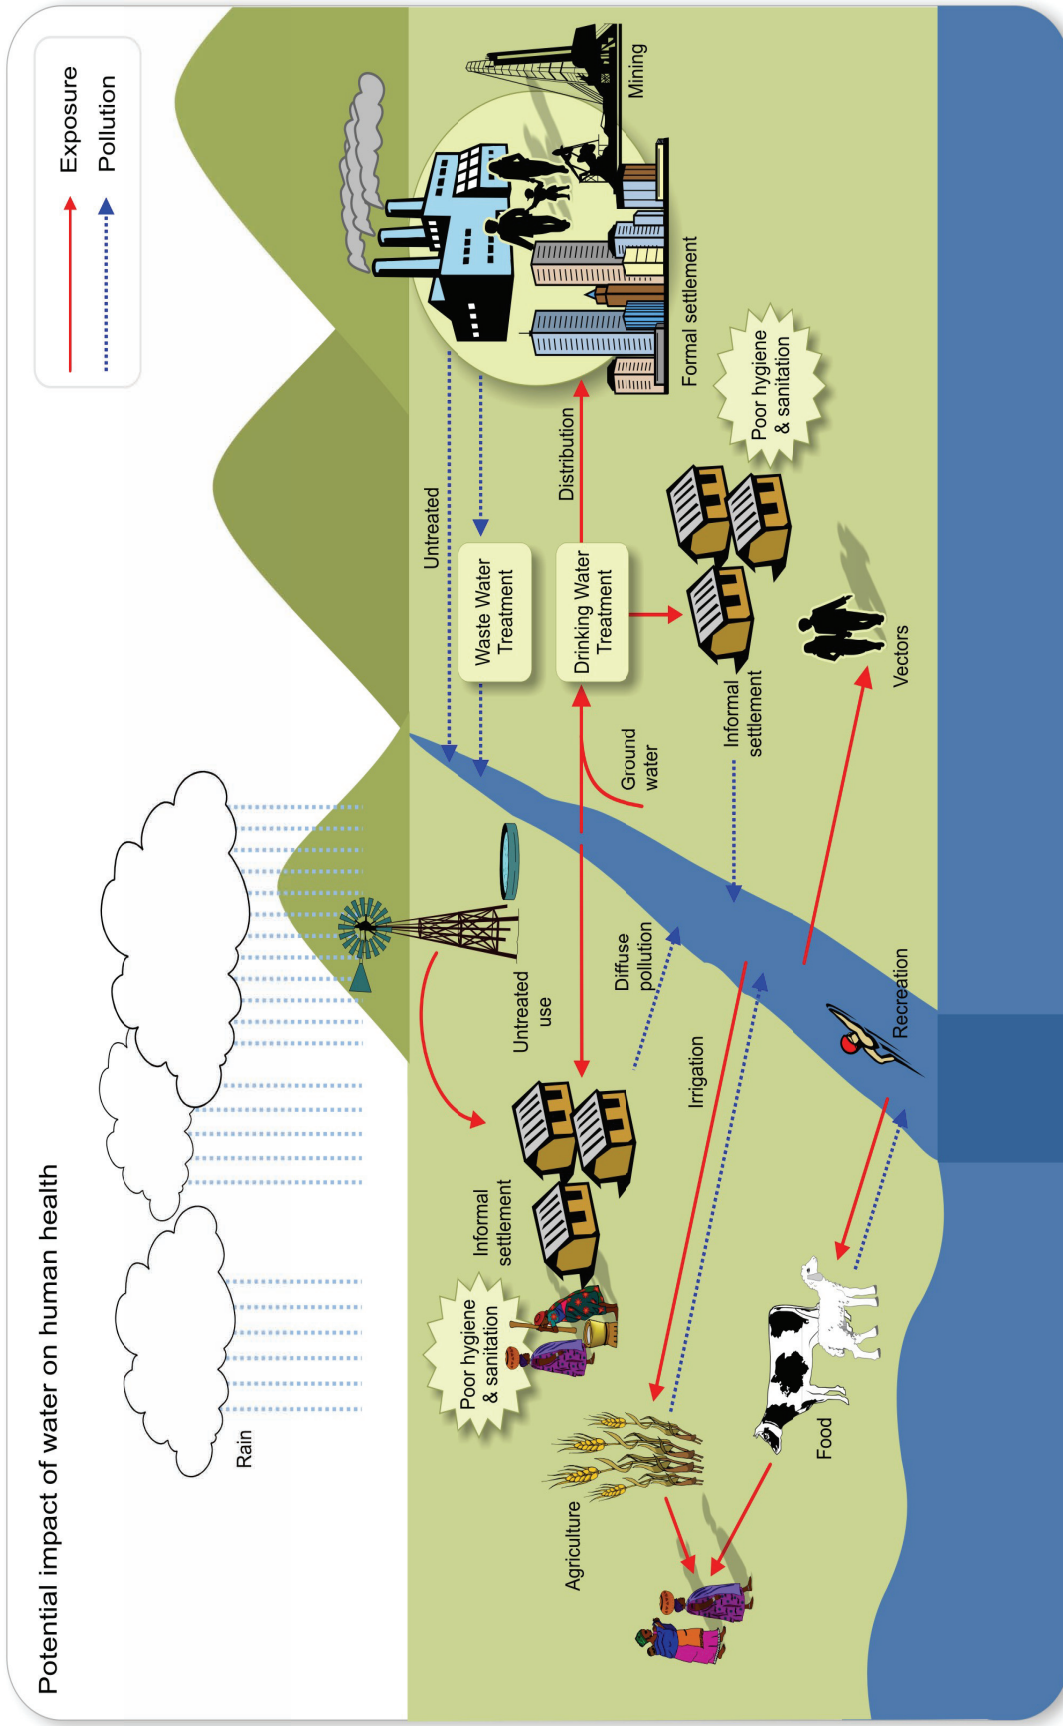 Potential impact of water on human health
Exposure
Pollution
Rain
Untreated
Waste Water
Treatment
Drinking Water
Treatment
Distribution
Mining
Formal settlement
Poor hygiene
& sanitation
Informal
settlement
Ground
water
Vectors
Untreated
use
Diffuse
pollution
Irrigation
Recreation
Informal
settlement
Poor hygiene
& sanitation
Agriculture
Food